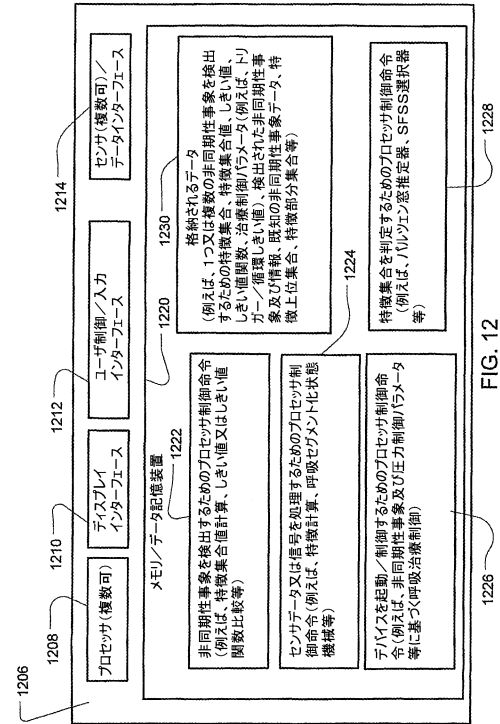 1206
1208
プロセッサ(複数可)
1210
ディスプレイ
インターフェース
1212
ユーザ制御/入力
インターフェース
1214
センサ(複数可)/
データインターフェース
メモリ/データ記憶装置
1220
1222
非同期性事象を検出するためのプロセッサ制御命令
(例えば、特徴集合値計算、しきい値又はしきい値
関数比較等)
1224
センサデータ又は信号を処理するためのプロセッサ制
御命令(例えば、特徴計算、呼吸セグメント化状態
機械等)
1226
デバイスを起動/制御するためのプロセッサ制御命
令(例えば、非同期性事象及び圧力制御パラメータ
等に基づく呼吸治療制御)
1230
格納されるデータ
(例えば、1つ又は複数の非同期性事象を検出
するための特徴集合、特徴集合値、しきい値、
しきい値関数、治療制御パラメータ(例えば、トリ
ガー/循環しきい値)、検出された非同期性事
象及び情報、既知の非同期性事象データ、特
徴上位集合、特徴部分集合等)
1228
特徴集合を判定するためのプロセッサ制御命令
(例えば、パルツェン窓推定器、SFSS選択器
等)
FIG. 12